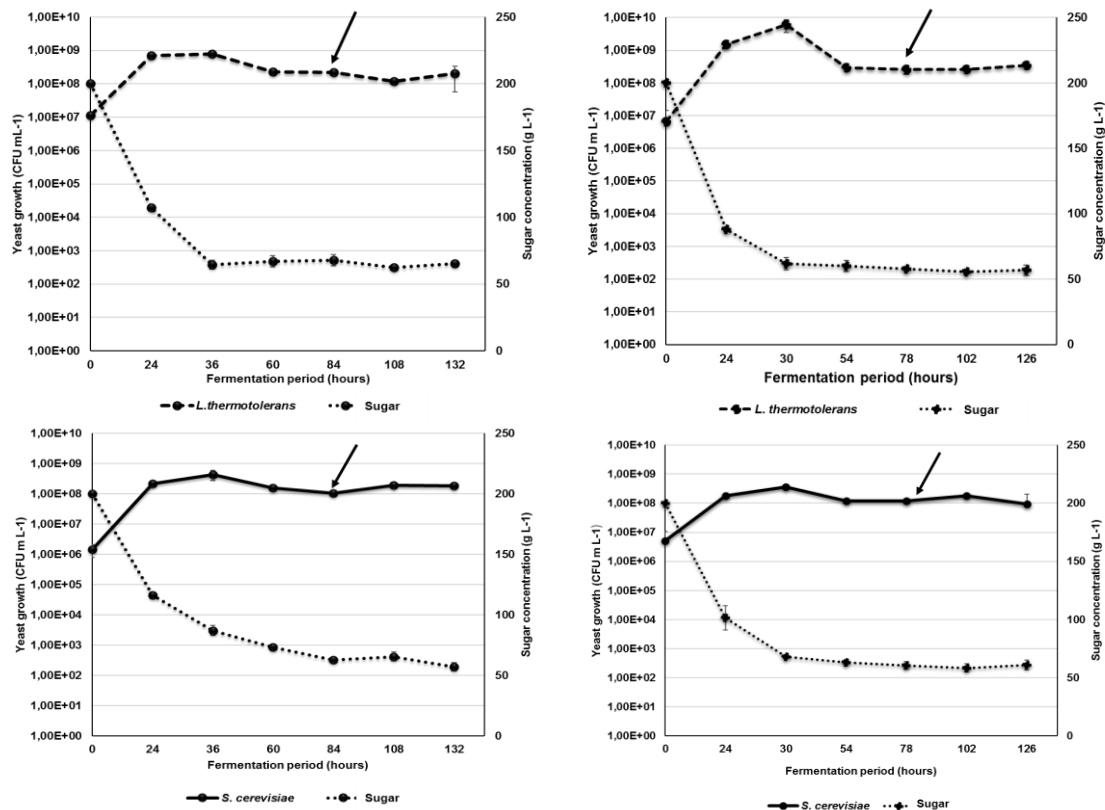 1,00E+10
1,00E+09
1,00E+08
1,00E+07
1,00E+06
1,00E+05
1,00E+04
1,00E+03
1,00E+02
1,00E+01
1,00E+00
Yeast growth (CFU mL-1)
250
200
150
100
50
0
Sugar concentration (g L-1)
0 24 36 60 84 108 132
Fermentation period (hours)
L.thermotolerans Sugar
1,00E+10
1,00E+09
1,00E+08
1,00E+07
1,00E+06
1,00E+05
1,00E+04
1,00E+03
1,00E+02
1,00E+01
1,00E+00
Yeast growth (CFU m L-1)
250
200
150
100
50
0
Sugar concentration (g L-1)
0 24 30 54 78 102 126
Fermentation period (hours)
L. thermotolerans Sugar
1,00E+10
1,00E+09
1,00E+08
1,00E+07
1,00E+06
1,00E+05
1,00E+04
1,00E+03
1,00E+02
1,00E+01
1,00E+00
Yeast growth (CFU m L-1)
250
200
150
100
50
0
Sugar concentration (g L-1)
0 24 36 60 84 108 132
Fermentation period (hours)
S. cerevisiae Sugar
1,00E+10
1,00E+09
1,00E+08
1,00E+07
1,00E+06
1,00E+05
1,00E+04
1,00E+03
1,00E+02
1,00E+01
1,00E+00
Yeast growth (CFU m L-1)
250
200
150
100
50
0
Sugar concentration (g L-1)
0 24 30 54 78 102 126
Fermentation period (hours)
S. cerevisiae Sugar